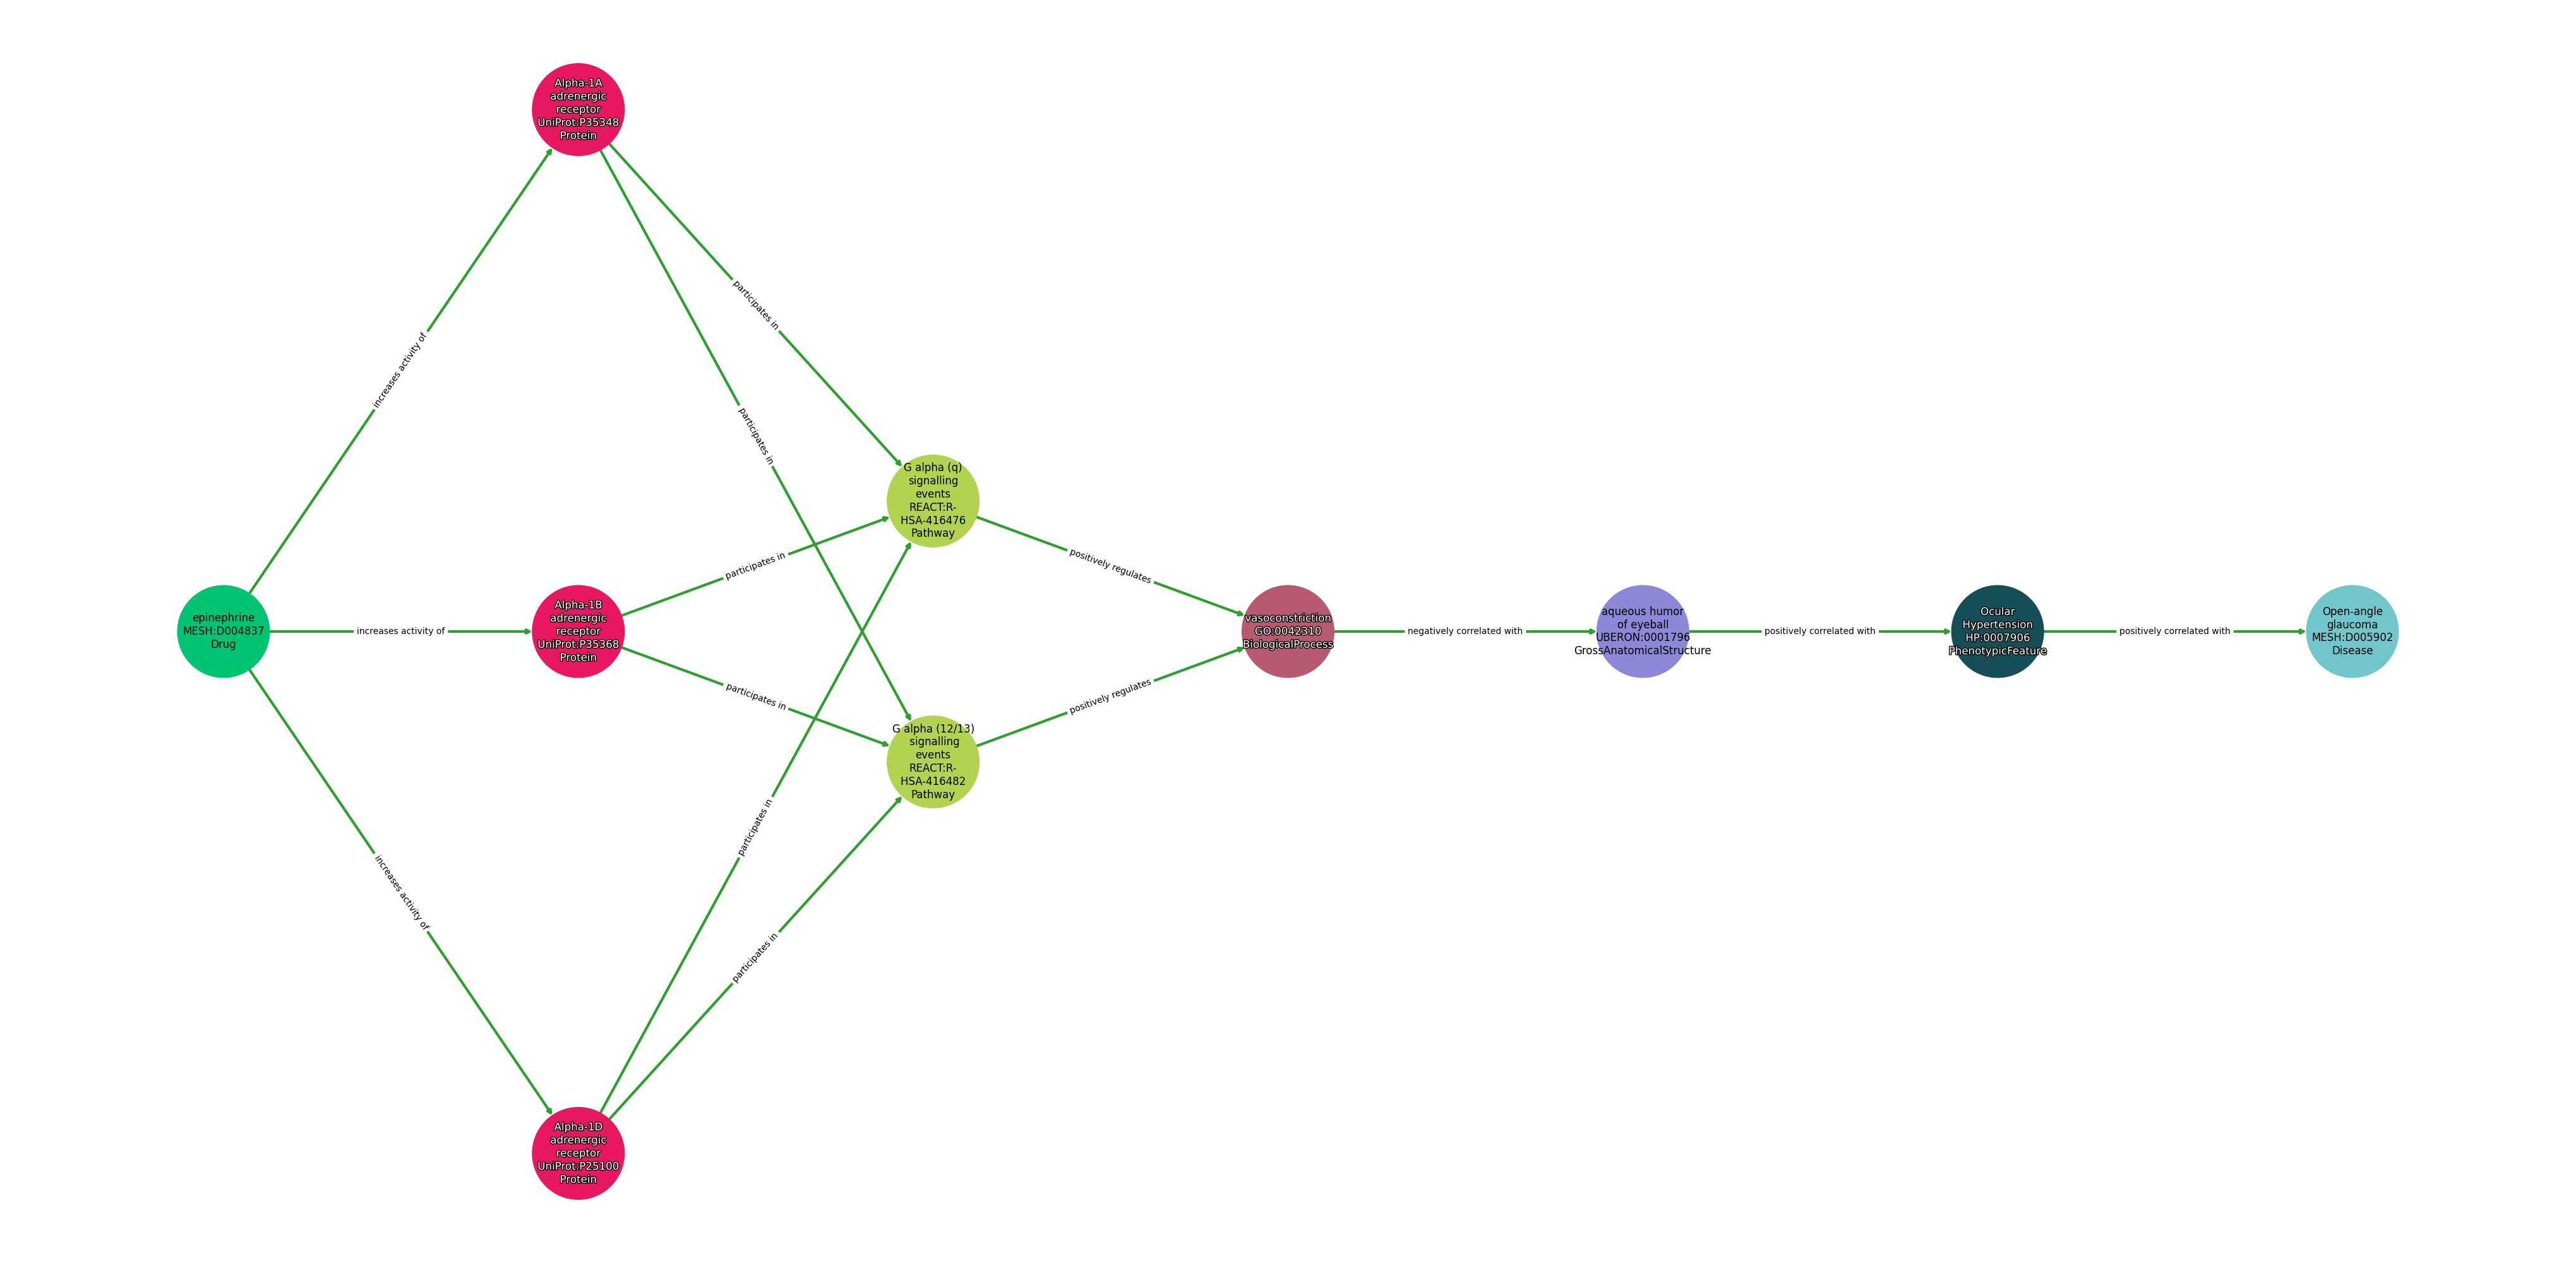 epinephrine
MESH:D004837
Drug
increases activity of
increases activity of
increases activity of
Alpha-1A
adrenergic
receptor
UniProt:P35348
Protein
Alpha-1B
adrenergic
receptor
UniProt:P35368
Protein
Alpha-1D
adrenergic
receptor
UniProt:P25100
Protein
participates in
participates in
participates in
participates in
participates in
participates in
G alpha (q)
signalling
events
REACT:R-
HSA-416476
Pathway
G alpha (12/13)
signalling
events
REACT:R-
HSA-416482
Pathway
positively regulates
positively regulates
vasoconstriction
GO:0042310
BiologicalProcess
negatively correlated with
aqueous humor
of eyeball
UBERON:0001796
GrossAnatomicalStructure
positively correlated with
Ocular
Hypertension
HP:0007906
PhenotypicFeature
positively correlated with
Open-angle
glaucoma
MESH:D005902
Disease